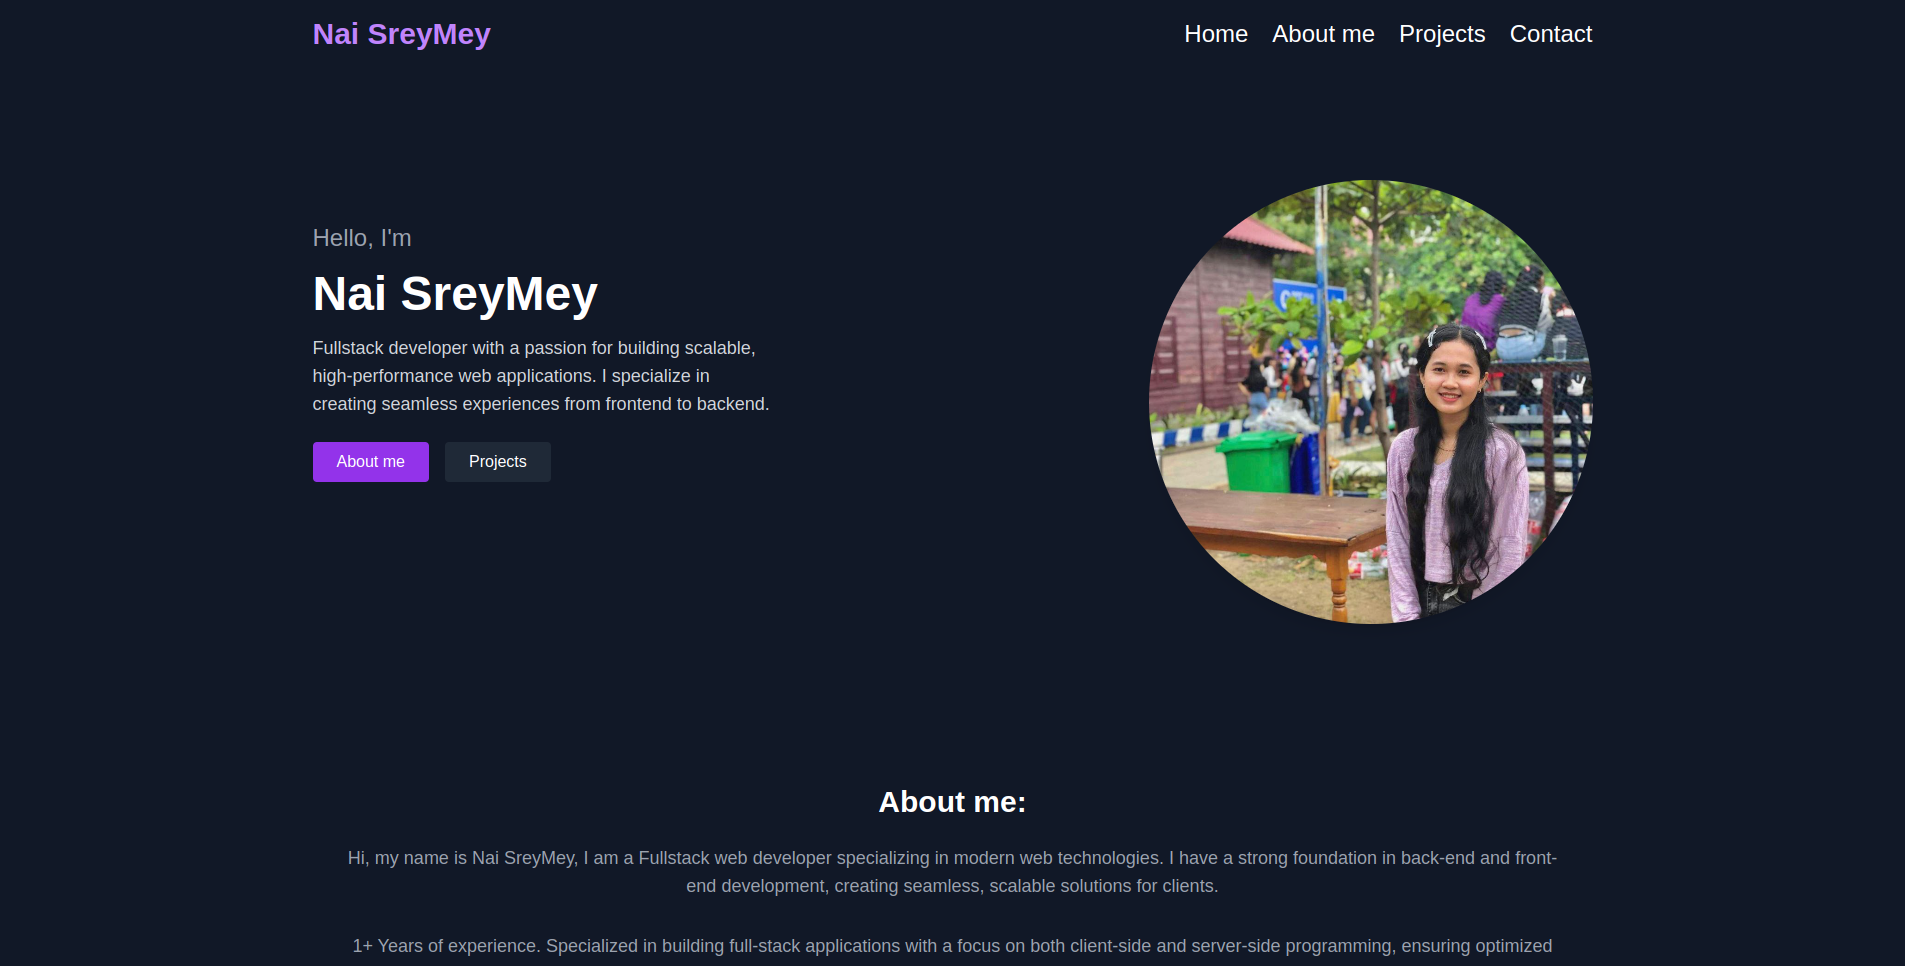 Nai SreyMey
Home About me Projects Contact
Hello, I'm
Nai SreyMey
Fullstack developer with a passion for building scalable,
high-performance web applications. I specialize in
creating seamless experiences from frontend to backend.
About me Projects
About me:
Hi, my name is Nai SreyMey, I am a Fullstack web developer specializing in modern web technologies. I have a strong foundation in back-end and front-
end development, creating seamless, scalable solutions for clients.
1+ Years of experience. Specialized in building full-stack applications with a focus on both client-side and server-side programming, ensuring optimized